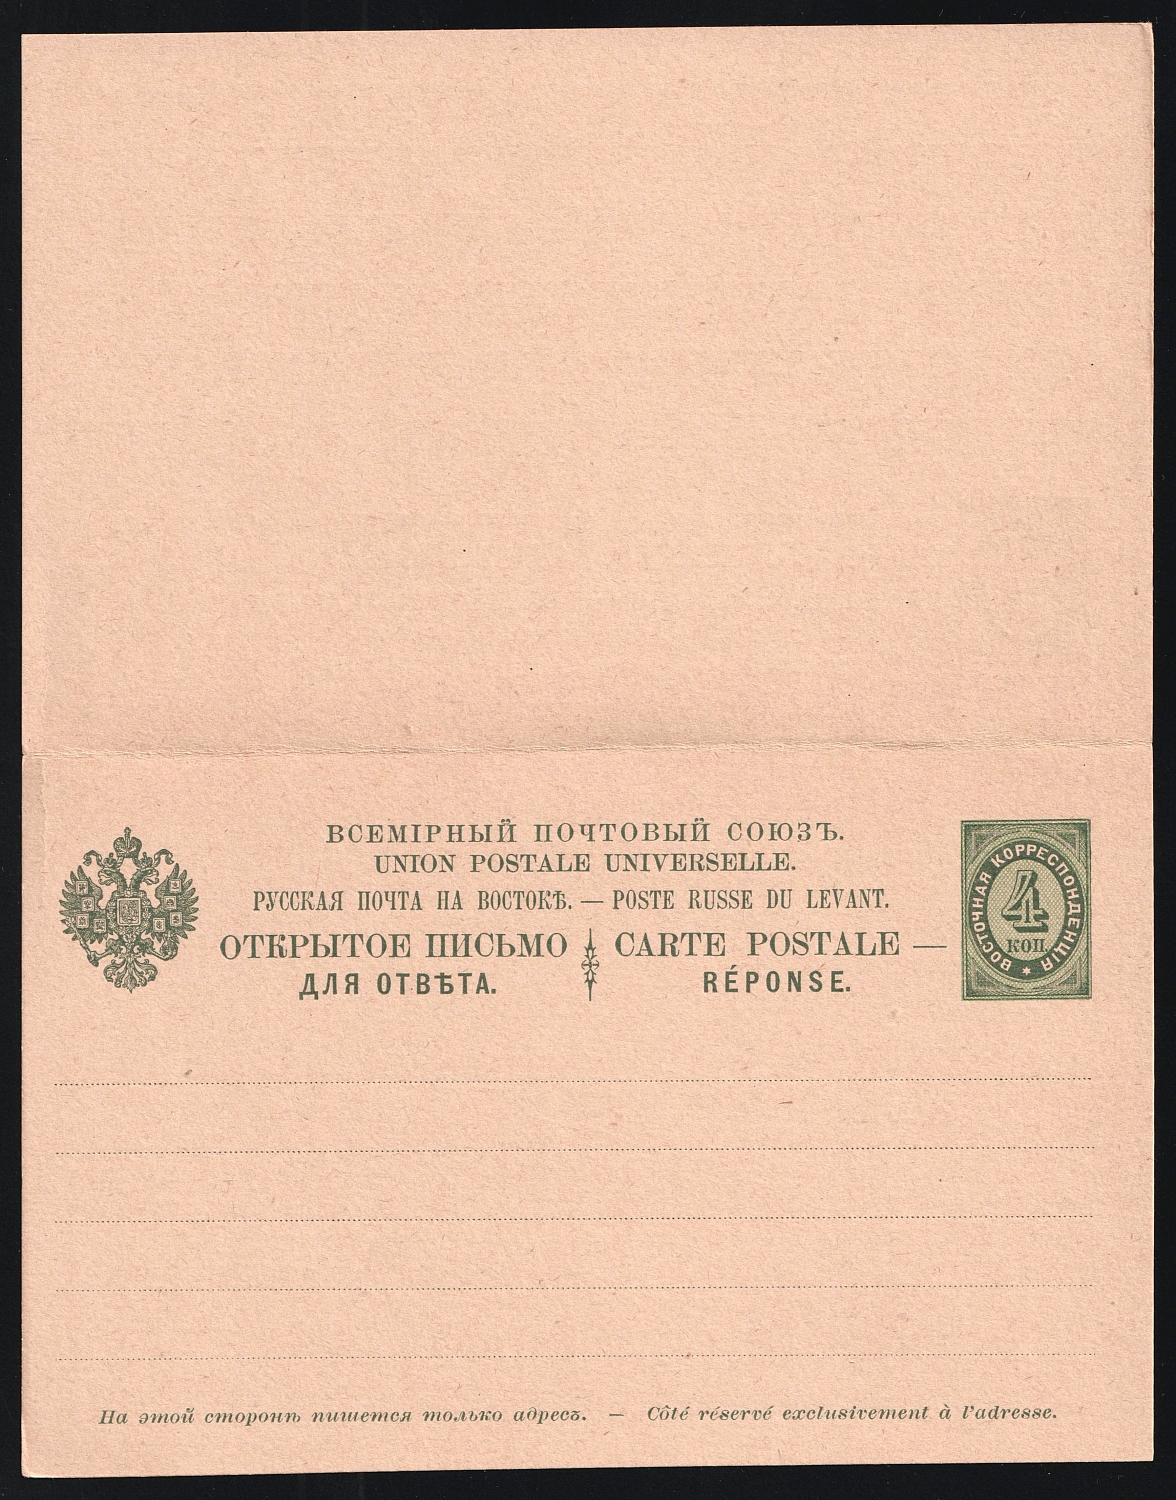 ВСЕМІРНЫЙ ПОЧТОВЫЙ СОЮЗЪ.
UNION POSTALE UNIVERSELLE.
РУССКАЯ ПОЧТА НА ВОСТОКѢ. — POSTE RUSSE DU LEVANT.
ОТКРЫТОЕ ПИСЬМО CARTE POSTALE —
ДЛЯ ОТВѢТА. RÉPONSE.
ВОСТОЧНАЯ КОРРЕСПОНДЕНЦІЯ *
4
КОП.
На этой сторонѣ пишется только адресъ. — Côté réservé exclusivement à l'adresse.